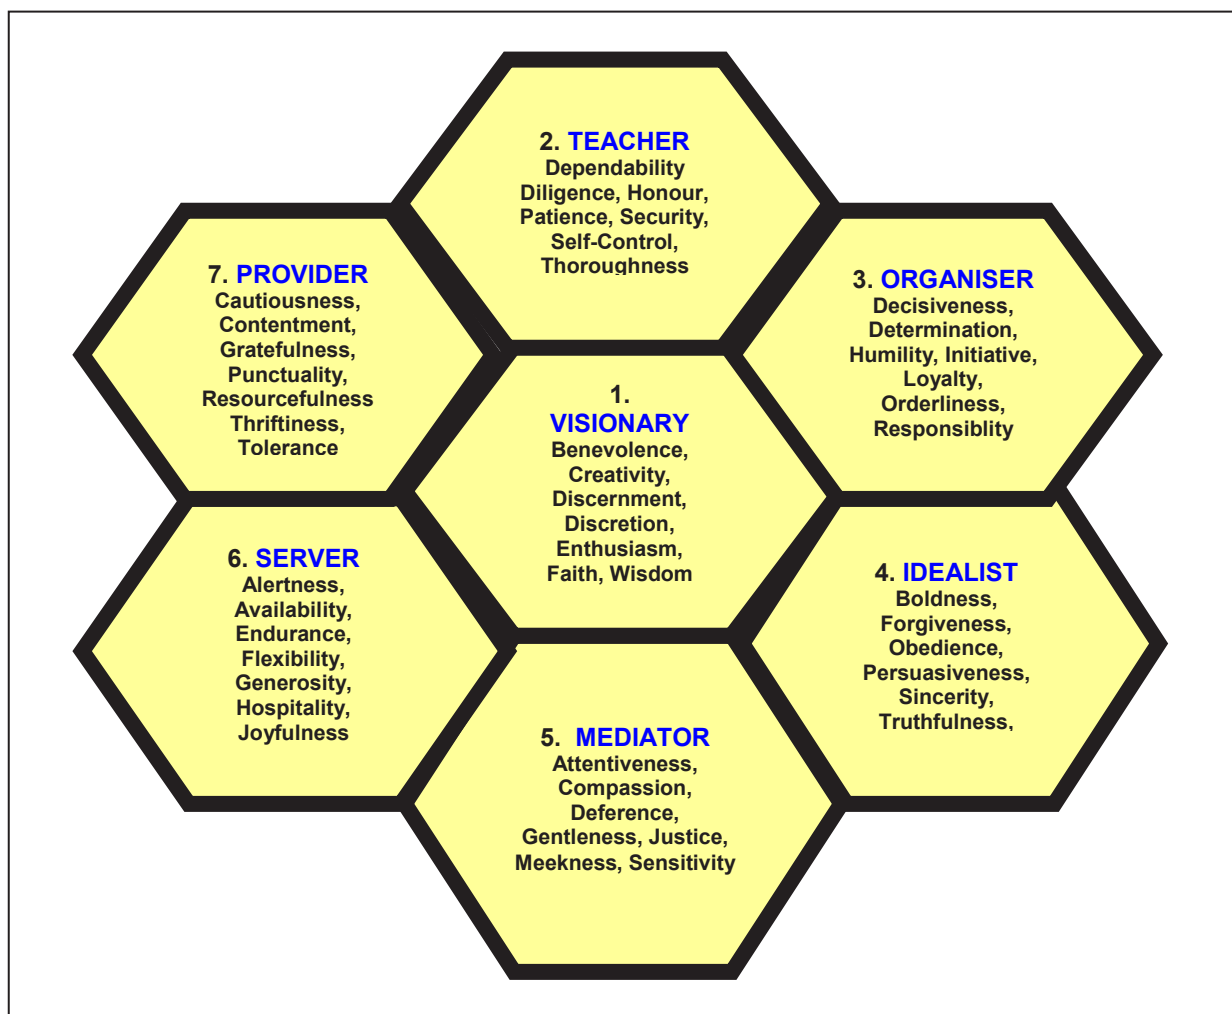 2. TEACHER
Dependability
Diligence, Honour,
Patience, Security,
Self-Control,
Thoroughness
7. PROVIDER
Cautiousness,
Contentment,
Gratefulness,
Punctuality,
Resourcefulness
Thriftiness,
Tolerance
3. ORGANISER
Decisiveness,
Determination,
Humility, Initiative,
Loyalty,
Orderliness,
Responsiblity
1.
VISIONARY
Benevolence,
Creativity,
Discernment,
Discretion,
Enthusiasm,
Faith, Wisdom
6. SERVER
Alertness,
Availability,
Endurance,
Flexibility,
Generosity,
Hospitality,
Joyfulness
4. IDEALIST
Boldness,
Forgiveness,
Obedience,
Persuasiveness,
Sincerity,
Truthfulness,
5. MEDIATOR
Attentiveness,
Compassion,
Deference,
Gentleness, Justice,
Meekness, Sensitivity